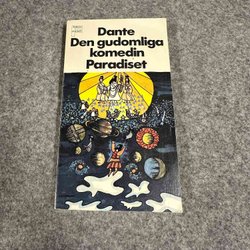 Dante
Den gudomliga
komedin
Paradiset